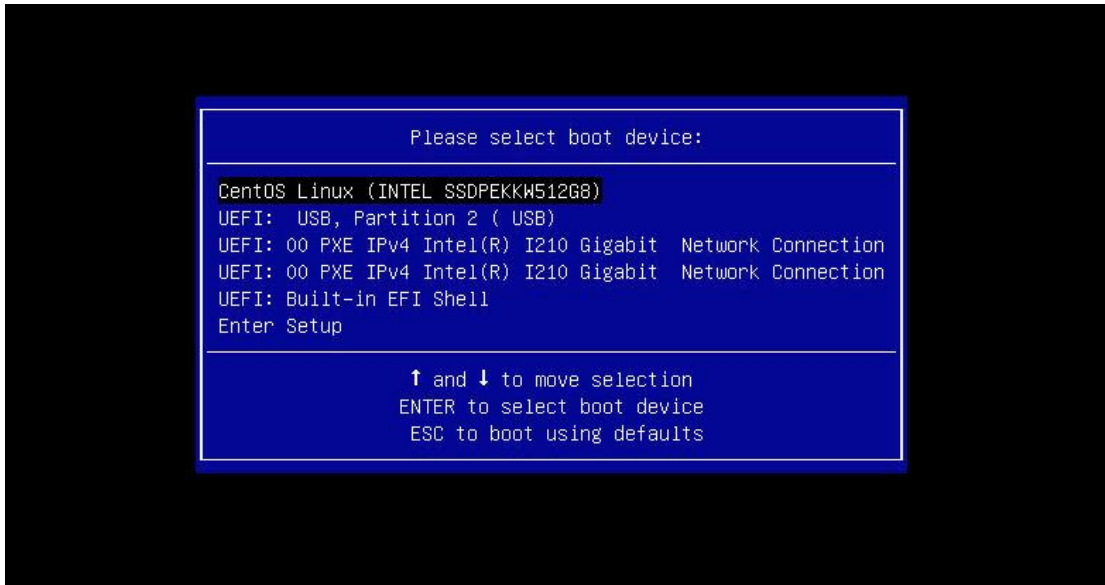 Please select boot device:
CentOS Linux (INTEL SSDPEKKW512G8)
UEFI:  USB, Partition 2 ( USB)
UEFI: 00 PXE IPv4 Intel(R) I210 Gigabit  Network Connection
UEFI: 00 PXE IPv4 Intel(R) I210 Gigabit  Network Connection
UEFI: Built-in EFI Shell
Enter Setup
↑ and ↓ to move selection
ENTER to select boot device
ESC to boot using defaults